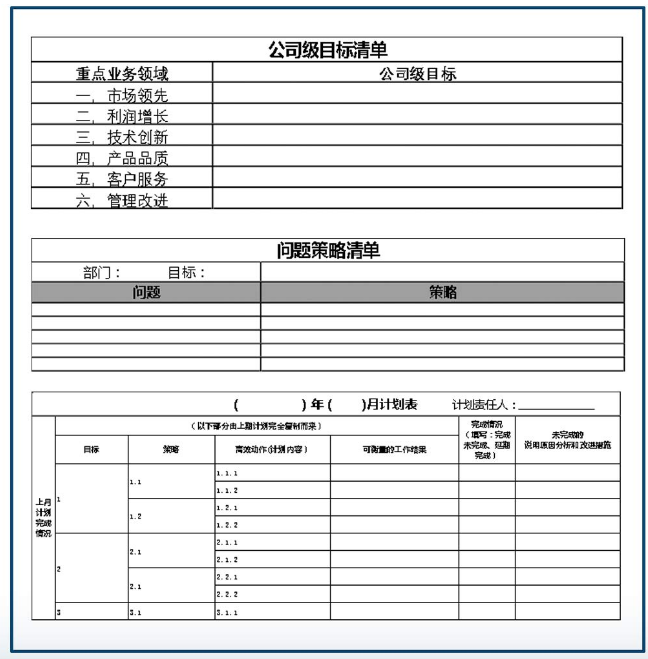 公司级目标清单
重点业务领域 公司级目标
一, 市场领先
二, 利润增长
三, 技术创新
四, 产品品质
五, 客户服务
六, 管理改进
问题策略清单
部门： 目标：
问题 策略
( )年( )月计划表 计划责任人：____________
上月计划完成情况
（以下部分由上期计划完全复制而来）
目标 策略 高效动作(计划内容) 可衡量的工作结果
完成情况
（填写：完成
未完成、延期
完成）
未完成的
说明原因分析和改进措施
1 1.1 1.1.1
1.1.2
1.2 1.2.1
1.2.2
2 2.1 2.1.1
2.1.2
2.1 2.2.1
2.2.2
3 3.1 3.1.1